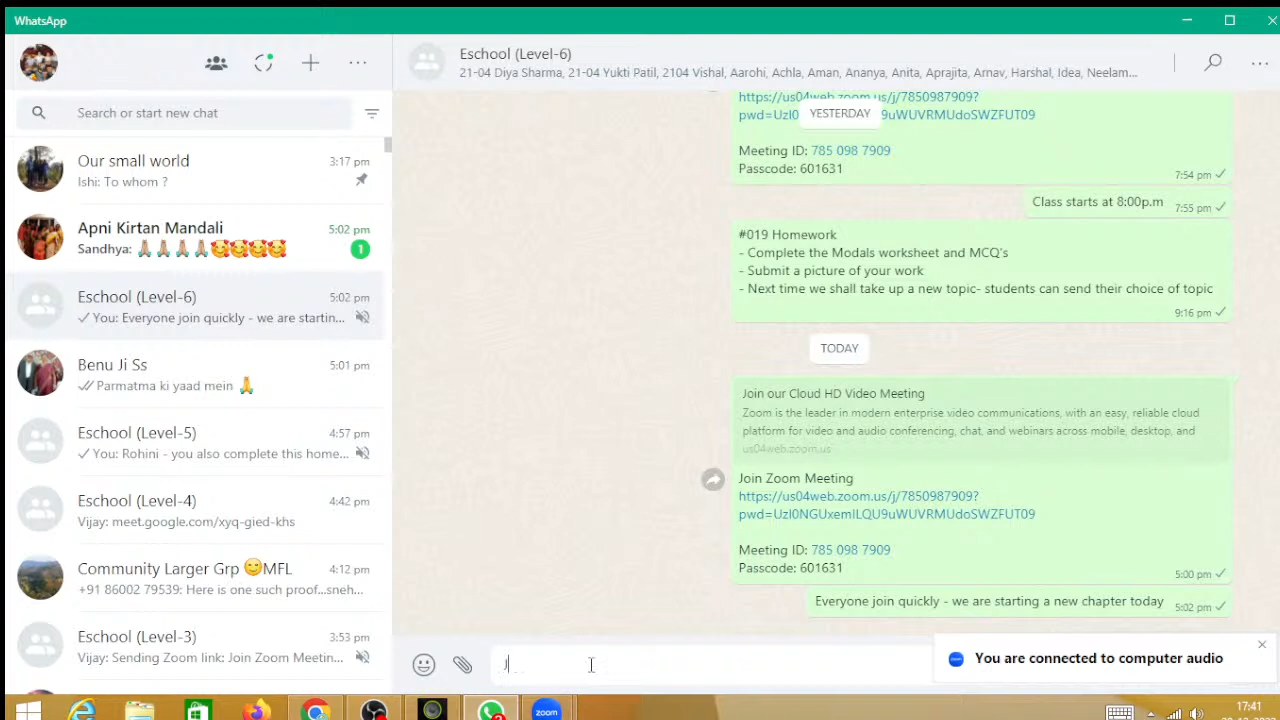 WhatsApp
Search or start new chat
Our small world 3:17 pm
Ishi: To whom ?
Apni Kirtan Mandali 5:02 pm
Sandhya: 🙏🏼🙏🏼🙏🏼🙏🏼🥰🥰🥰🥰 1
Eschool (Level-6) 5:02 pm
You: Everyone join quickly - we are startin...
Benu Ji Ss 5:01 pm
Parmatma ki yaad mein 🙏
Eschool (Level-5) 4:57 pm
You: Rohini - you also complete this home...
Eschool (Level-4) 4:42 pm
Vijay: meet.google.com/xyq-gied-khs
Community Larger Grp 😊MFL 4:12 pm
+91 86002 79539: Here is one such proof...sneh...
Eschool (Level-3) 3:53 pm
Vijay: Sending Zoom link: Join Zoom Meetin...
Eschool (Level-6)
21-04 Diya Sharma, 21-04 Yukti Patil, 2104 Vishal, Aarohi, Achla, Aman, Ananya, Anita, Aprajita, Arnav, Harshal, Idea, Neelam...
https://us04web.zoom.us/j/7850987909?
YESTERDAY
pwd=UzI0 9uWUVRMUdoSWZFUT09
Meeting ID: 785 098 7909
Passcode: 601631
7:54 pm
Class starts at 8:00p.m 7:55 pm
#019 Homework
- Complete the Modals worksheet and MCQ's
- Submit a picture of your work
- Next time we shall take up a new topic- students can send their choice of topic
9:16 pm
TODAY
Join our Cloud HD Video Meeting
Zoom is the leader in modern enterprise video communications, with an easy, reliable cloud
platform for video and audio conferencing, chat, and webinars across mobile, desktop, and
us04web.zoom.us
Join Zoom Meeting
https://us04web.zoom.us/j/7850987909?
pwd=UzI0NGUxemlLQU9uWUVRMUdoSWZFUT09
Meeting ID: 785 098 7909
Passcode: 601631
5:00 pm
Everyone join quickly - we are starting a new chapter today 5:02 pm
J
You are connected to computer audio
zoom
17:41